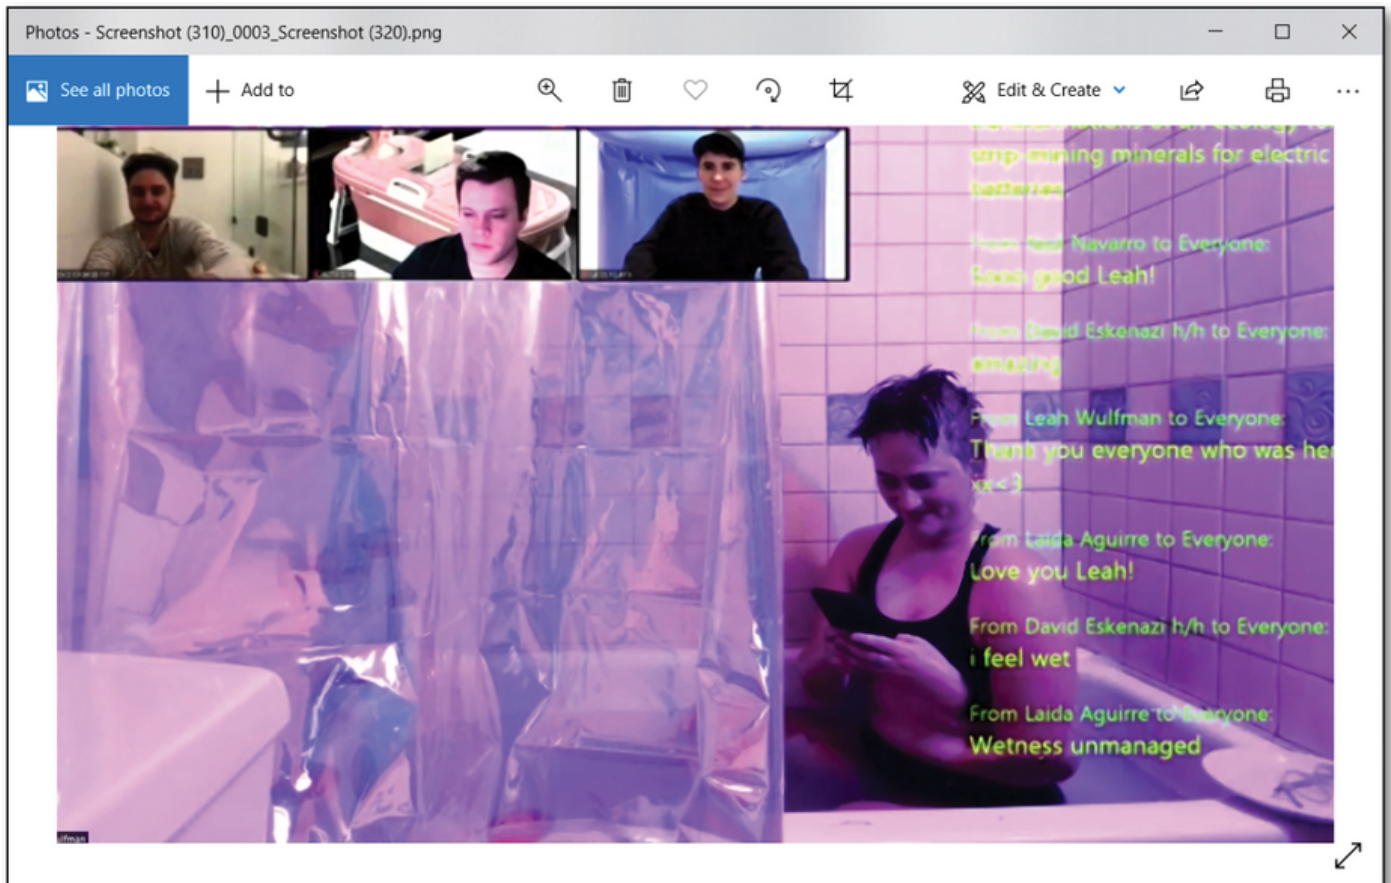 Photos - Screenshot (310)_0003_Screenshot (320).png
See all photos
Add to
Edit & Create
strip-mining minerals for electric
batteries.
From Navarro to Everyone:
good Leah!
From David Eskenazi h/h to Everyone:
amazing
From Leah Wulfman to Everyone:
Thank you everyone who was her
xx<3
From Laida Aguirre to Everyone:
Love you Leah!
From David Eskenazi h/h to Everyone:
i feel wet
From Laida Aguirre to Everyone:
Wetness unmanaged
ulfman